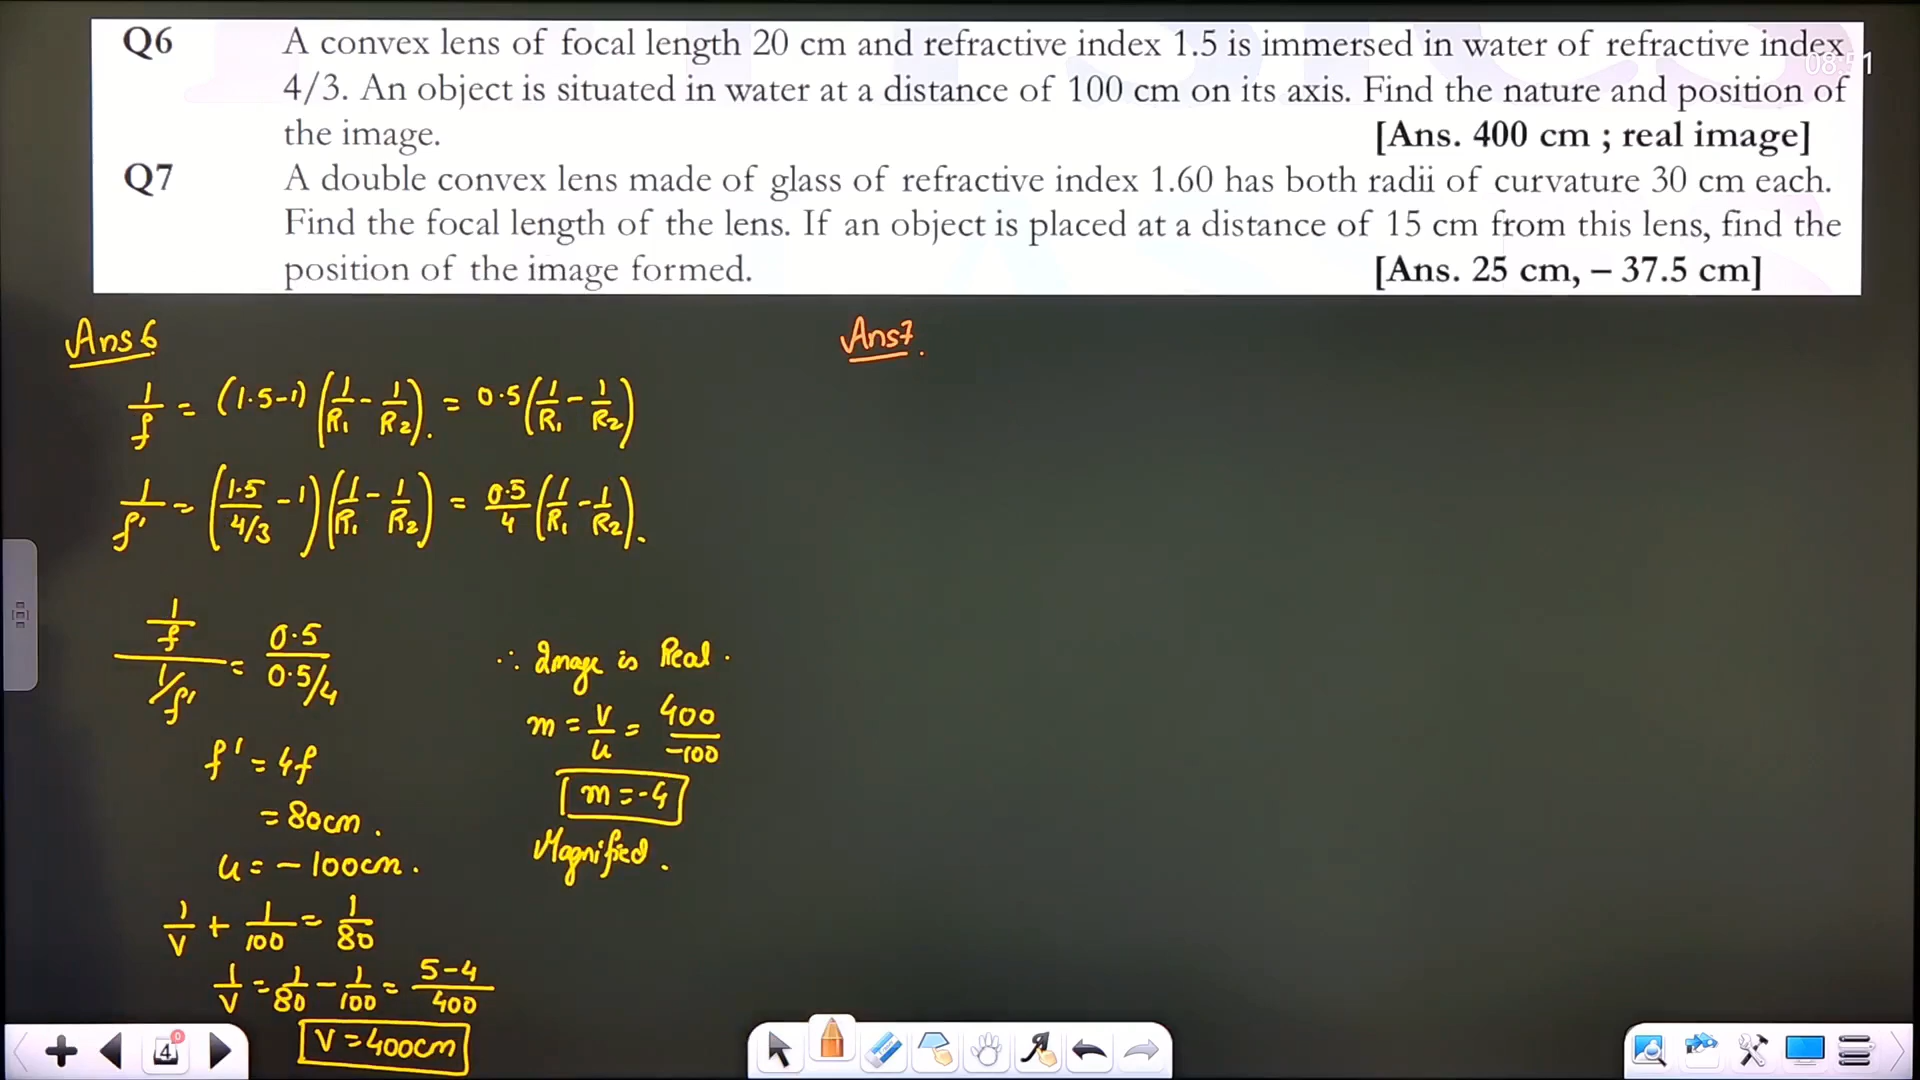 Q6 A convex lens of focal length 20 cm and refractive index 1.5 is immersed in water of refractive index
4/3. An object is situated in water at a distance of 100 cm on its axis. Find the nature and position of
the image. [Ans. 400 cm ; real image]
Q7 A double convex lens made of glass of refractive index 1.60 has both radii of curvature 30 cm each.
Find the focal length of the lens. If an object is placed at a distance of 15 cm from this lens, find the
position of the image formed. [Ans. 25 cm, – 37.5 cm]
Ans 6
1/f = (1.5-1)(1/R₁ - 1/R₂). = 0.5(1/R₁ - 1/R₂)
1/f' = (1.5/4/3 - 1)(1/R₁ - 1/R₂) = 0.5/4 (1/R₁ - 1/R₂).
1/f / 1/f' = 0.5 / 0.5/4
f' = 4f
= 80cm.
u = - 100cm.
1/v + 1/100 = 1/80
1/v = 1/80 - 1/100 = 5-4/400
v = 400cm
∴ Image is Real.
m = v/u = 400/-100
m = -4
Magnified.
Ans7.
4
0